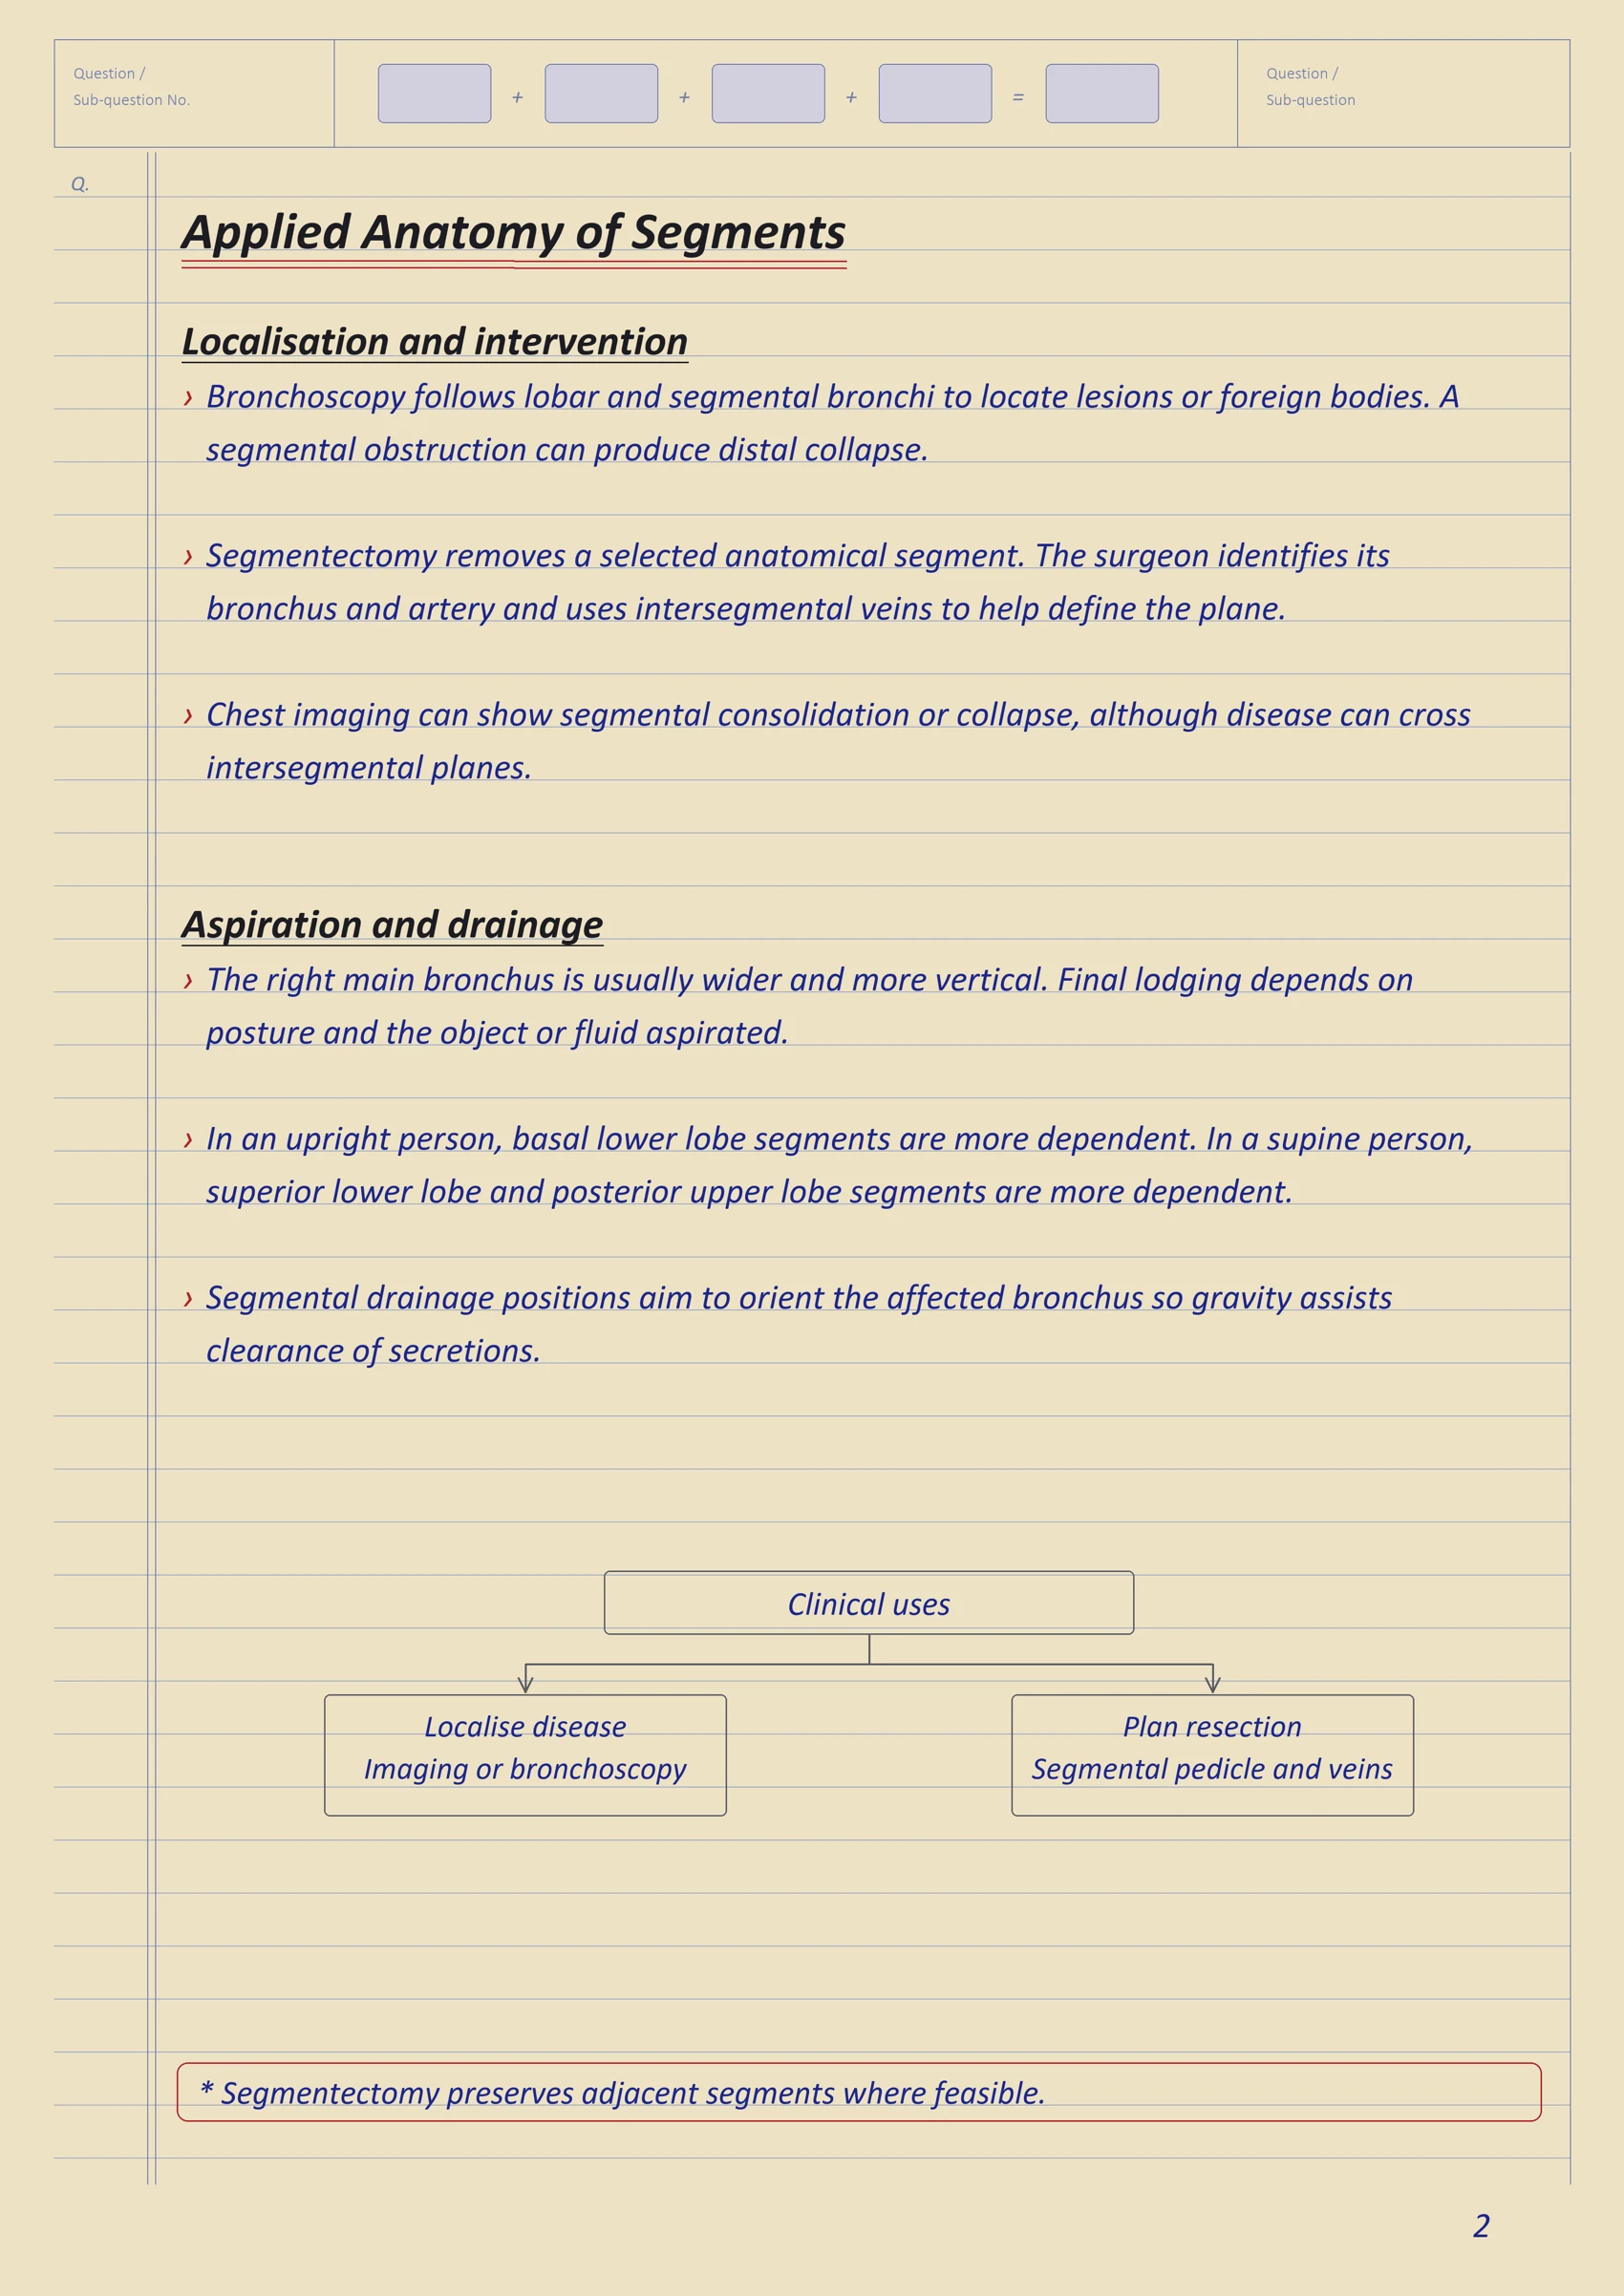 Question /
Sub-question No.
+ + + =
Question /
Sub-question
Q.
Applied Anatomy of Segments
Localisation and intervention
› Bronchoscopy follows lobar and segmental bronchi to locate lesions or foreign bodies. A
segmental obstruction can produce distal collapse.
› Segmentectomy removes a selected anatomical segment. The surgeon identifies its
bronchus and artery and uses intersegmental veins to help define the plane.
› Chest imaging can show segmental consolidation or collapse, although disease can cross
intersegmental planes.
Aspiration and drainage
› The right main bronchus is usually wider and more vertical. Final lodging depends on
posture and the object or fluid aspirated.
› In an upright person, basal lower lobe segments are more dependent. In a supine person,
superior lower lobe and posterior upper lobe segments are more dependent.
› Segmental drainage positions aim to orient the affected bronchus so gravity assists
clearance of secretions.
Clinical uses
Localise disease
Imaging or bronchoscopy
Plan resection
Segmental pedicle and veins
* Segmentectomy preserves adjacent segments where feasible.
2